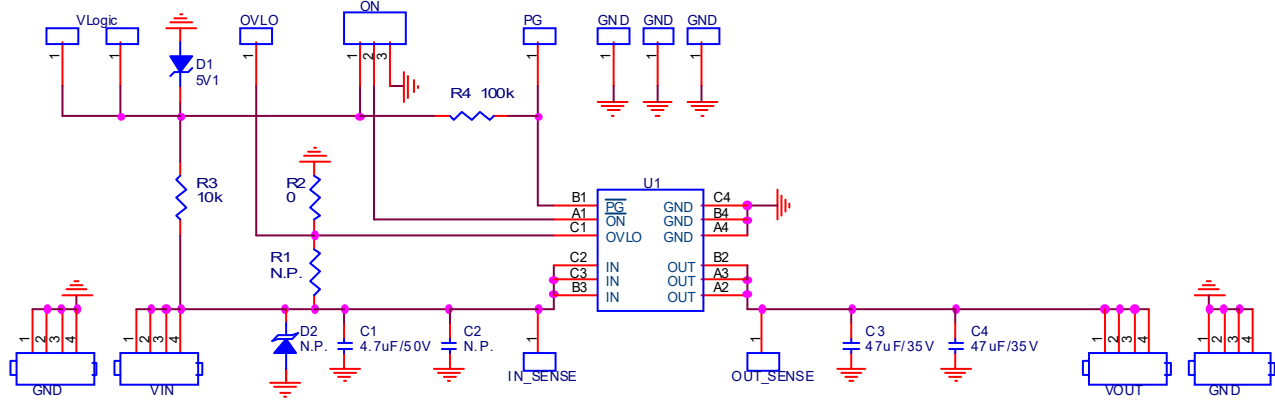 VLogic OVLO ON PG GND GND GND
1 1 1 1 2 3 1 1 1 1
D1
5V1
R4 100k
R3
10k
R2
0
R1
N.P.
U1
B1 PG GND C4
A1 ON GND B4
C1 OVLO GND A4
C2 IN OUT B2
C3 IN OUT A3
B3 IN OUT A2
D2
N.P.
C1
4.7uF/50V
C2
N.P.
C3
47uF/35V
C4
47uF/35V
1 2 3 4 1 2 3 4 1 1 1 2 3 4 1 2 3 4
GND VIN IN_SENSE OUT_SENSE VOUT GND